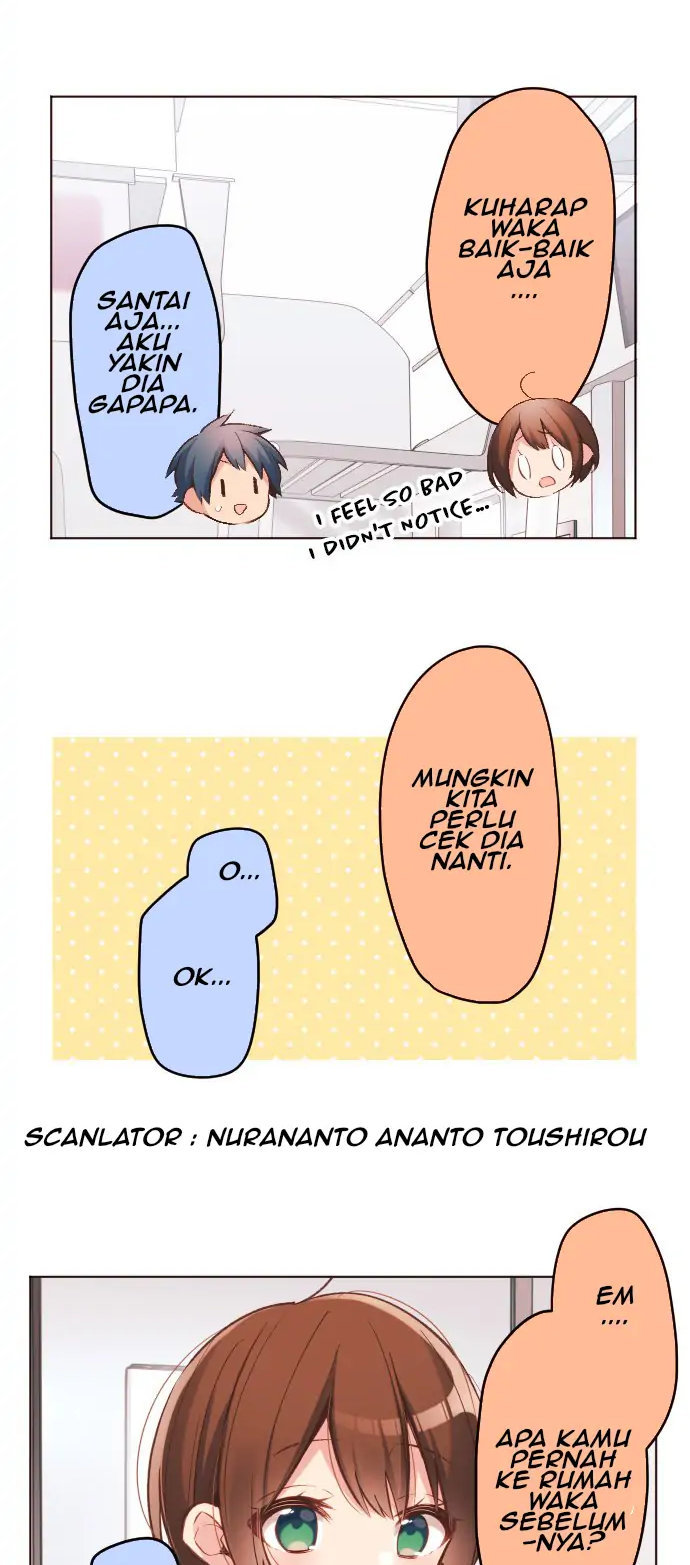 KUHARAP
WAKA
BAIK-BAIK
AJA
....
SANTAI
AJA...
AKU
YAKIN
DIA
GAPAPA.
I FEEL SO BAD
I DIDN'T NOTICE...
MUNGKIN
KITA
PERLU
CEK DIA
NANTI.
O...
OK...
SCANLATOR : NURANANTO ANANTO TOUSHIROU
EM
....
APA KAMU
PERNAH
KE RUMAH
WAKA
SEBELUM
-NYA?